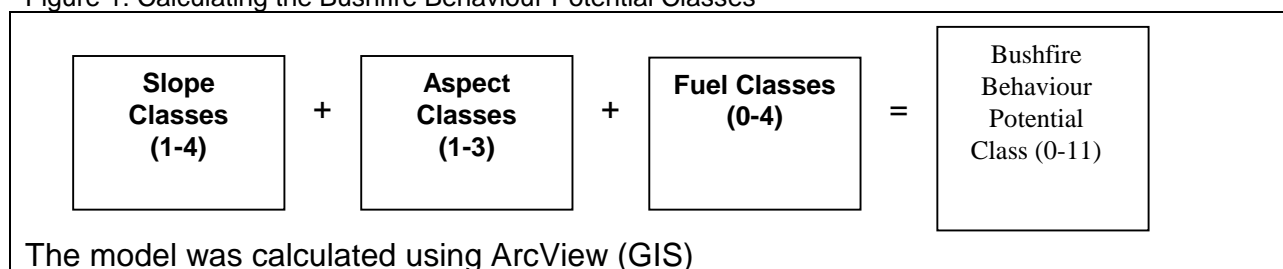 Figure 1: Calculating the Bushfire Behaviour Potential Classes
Slope
Classes
(1-4)
+
Aspect
Classes
(1-3)
+
Fuel Classes
(0-4)
=
Bushfire
Behaviour
Potential
Class (0-11)
The model was calculated using ArcView (GIS)